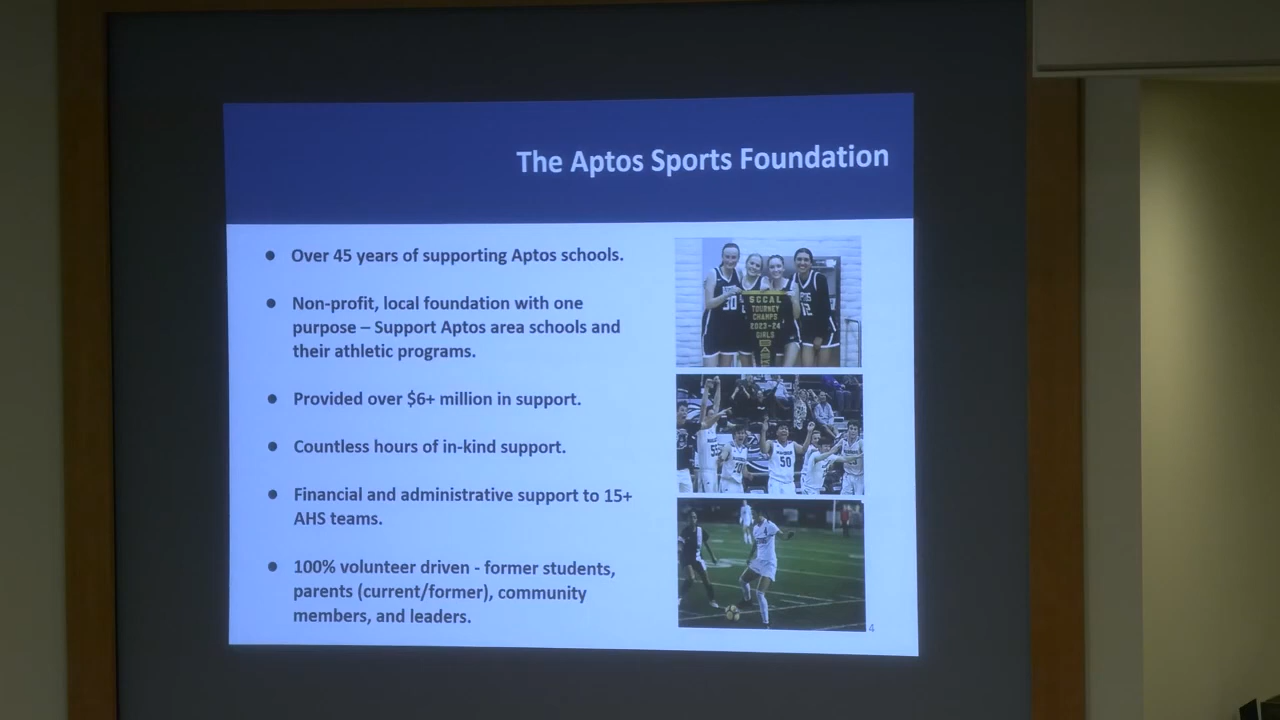 The Aptos Sports Foundation
● Over 45 years of supporting Aptos schools.
● Non-profit, local foundation with one
purpose – Support Aptos area schools and
their athletic programs.
● Provided over $6+ million in support.
● Countless hours of in-kind support.
● Financial and administrative support to 15+
AHS teams.
● 100% volunteer driven - former students,
parents (current/former), community
members, and leaders.
30
12
SCCAL
TOURNEY
CHAMPS
2023-24
GIRLS
50
4